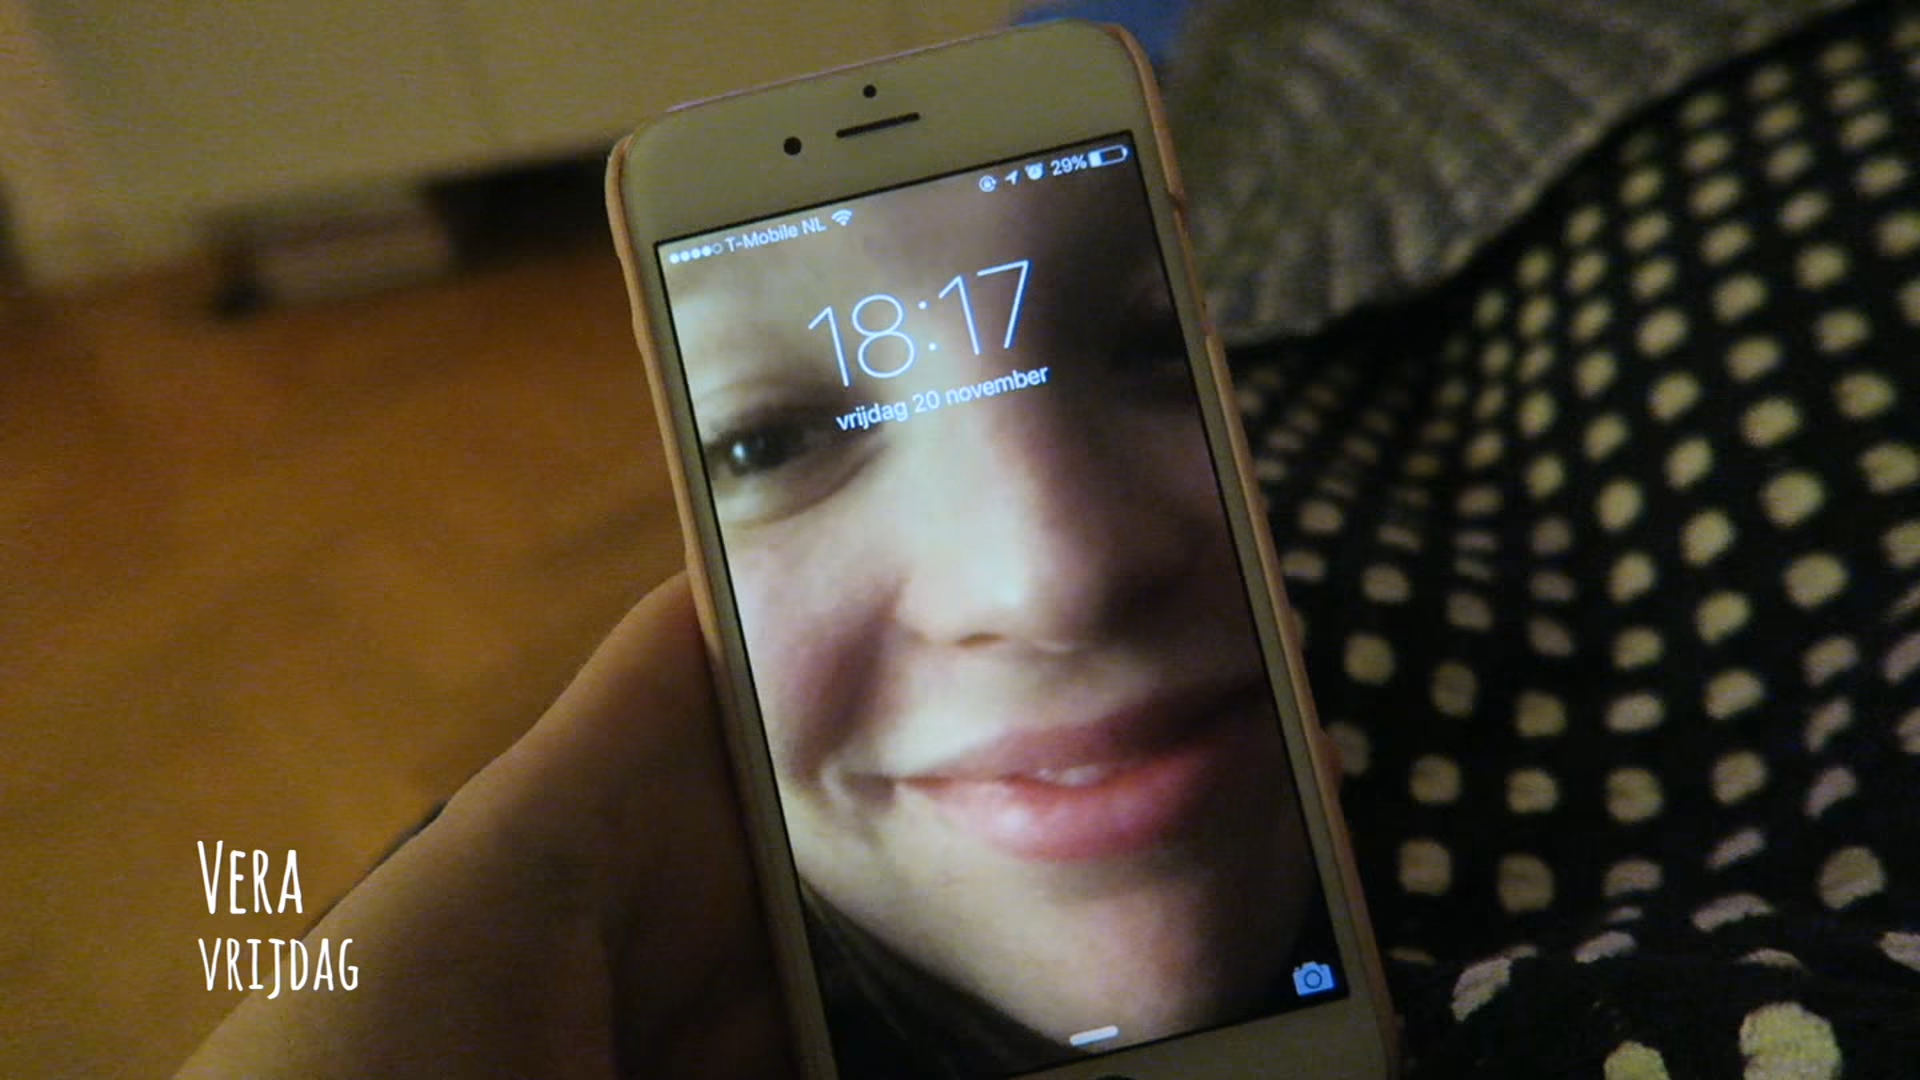 T-Mobile NL 29%
18:17
vrijdag 20 november
VERA
VRIJDAG